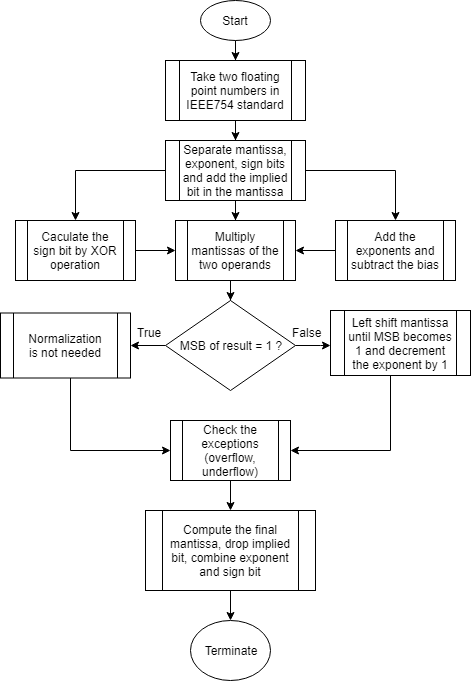 Start
Take two floating
point numbers in
IEEE754 standard
Separate mantissa,
exponent, sign bits
and add the implied
bit in the mantissa
Caculate the
sign bit by XOR
operation
Multiply
mantissas of the
two operands
Add the
exponents and
subtract the bias
MSB of result = 1 ?
True
False
Normalization
is not needed
Left shift mantissa
until MSB becomes
1 and decrement
the exponent by 1
Check the
exceptions
(overflow,
underflow)
Compute the final
mantissa, drop implied
bit, combine exponent
and sign bit
Terminate